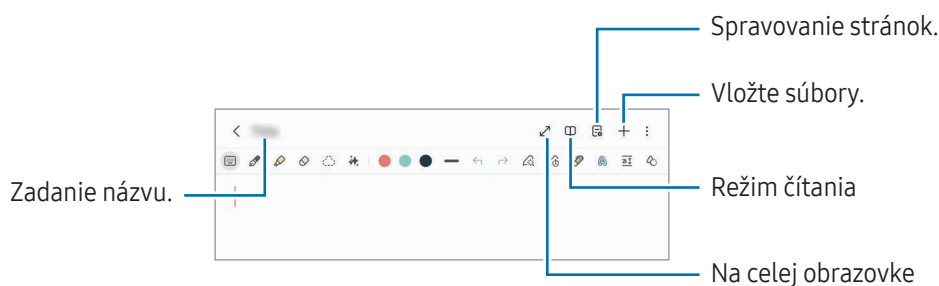 Spravovanie stránok.
Vložte súbory.
Zadanie názvu.
Režim čítania
Na celej obrazovke